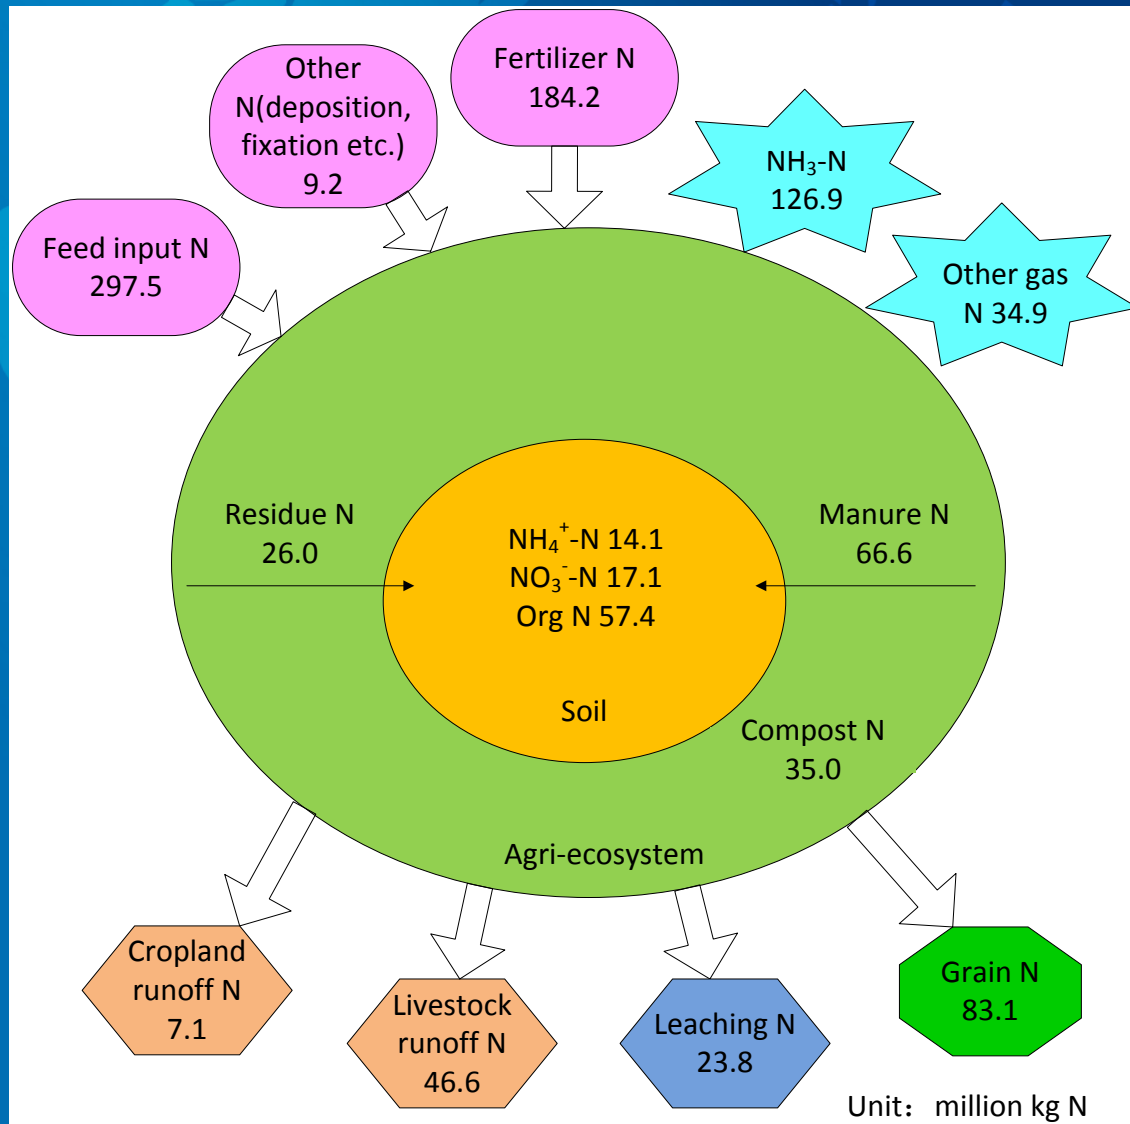 Fertilizer N
184.2
Other
N(deposition,
fixation etc.)
9.2
NH₃-N
126.9
Feed input N
297.5
Other gas
N 34.9
Residue N
26.0
NH₄⁺-N 14.1
NO₃⁻-N 17.1
Org N 57.4
Manure N
66.6
Soil
Compost N
35.0
Agri-ecosystem
Cropland
runoff N
7.1
Livestock
runoff N
46.6
Leaching N
23.8
Grain N
83.1
Unit： million kg N